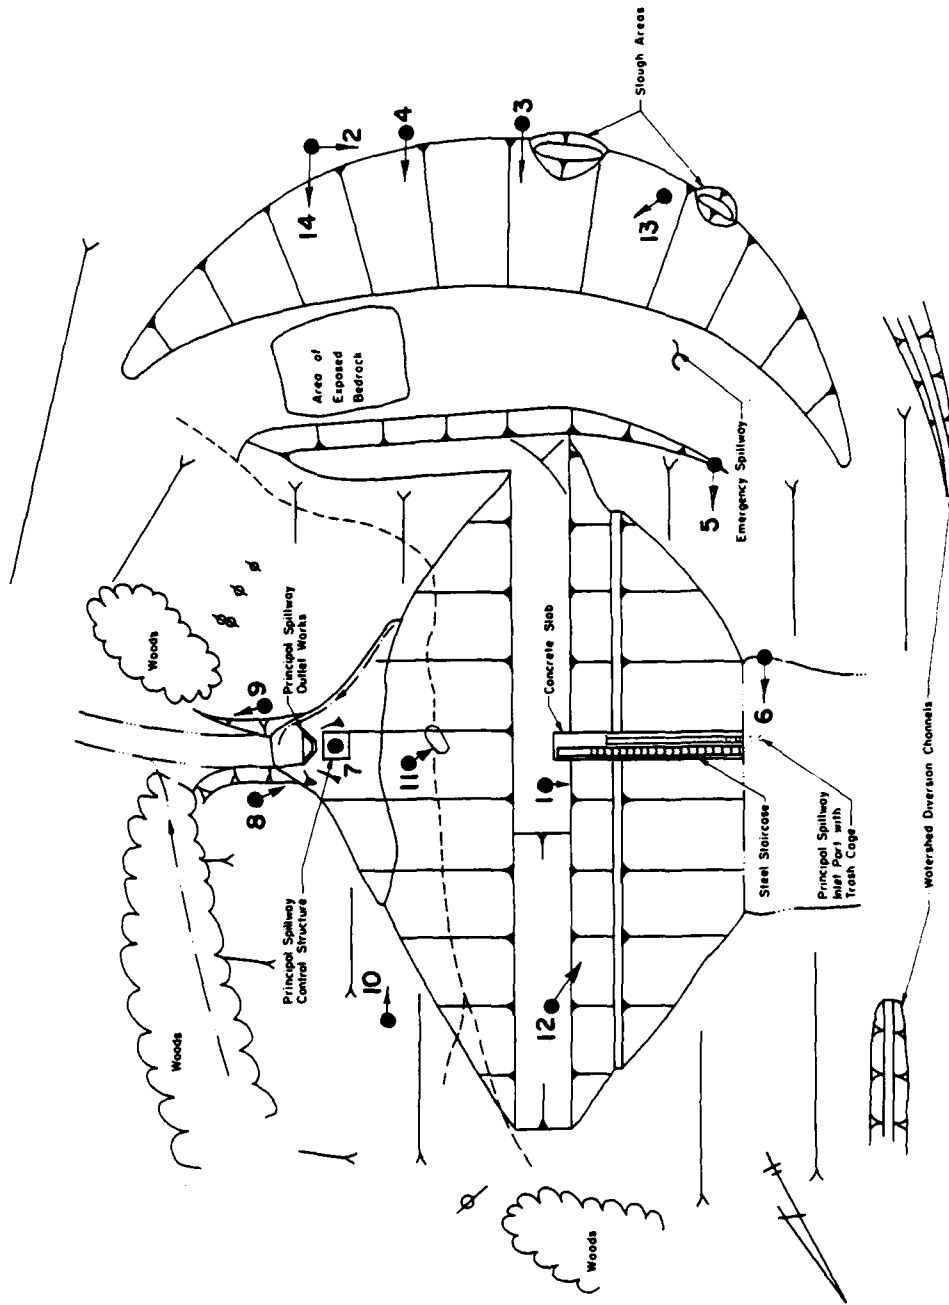 Slough Areas
3
4
2
14
13
Area of
Exposed
Bedrock
5
Emergency Spillway
Woods
Principal Spillway
Outlet Works
9
Concrete Slab
6
7
11
1
8
Steel Staircase
Principal Spillway
Inlet Port with
Trash Cage
Watershed Diversion Channels
Principal Spillway
Control Structure
10
12
Woods
Woods